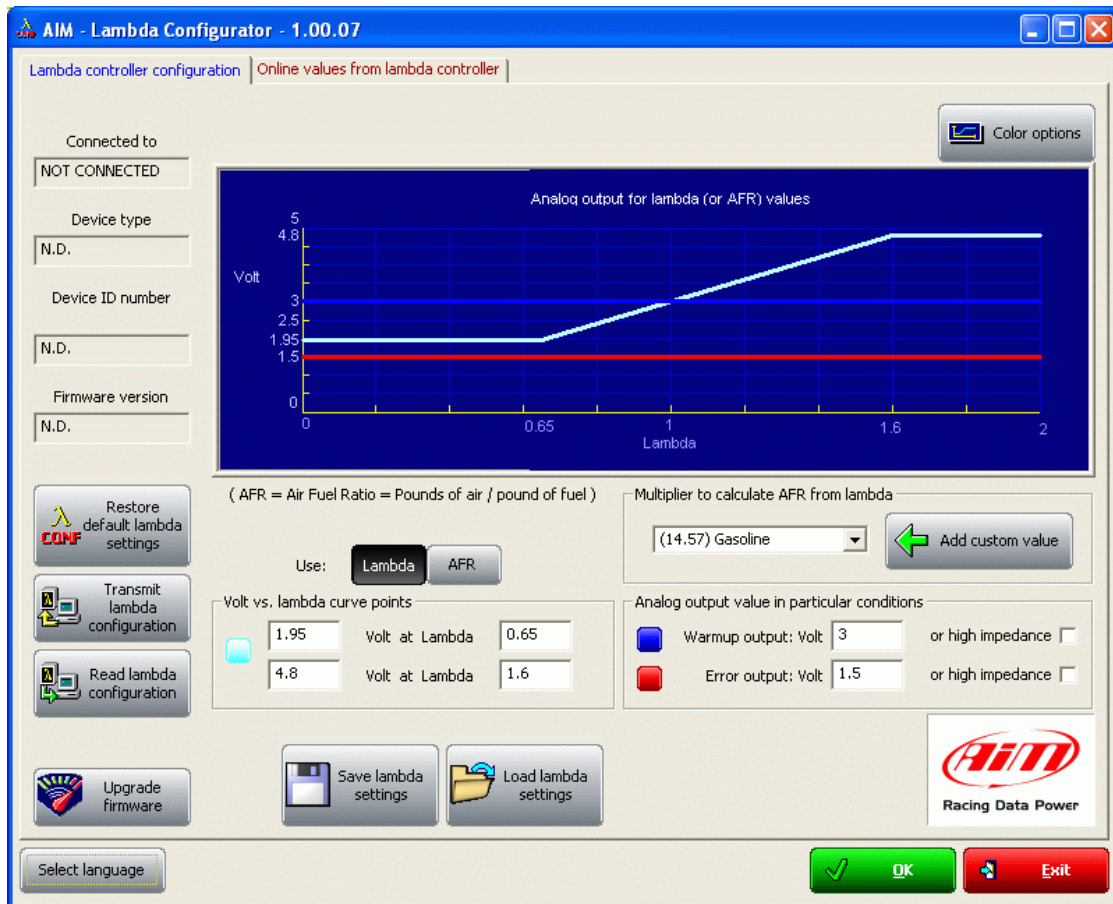 AIM - Lambda Configurator - 1.00.07
Lambda controller configuration
Online values from lambda controller
Color options
Connected to
NOT CONNECTED
Device type
N.D.
Device ID number
N.D.
Firmware version
N.D.
Analog output for lambda (or AFR) values
Volt
5
4.8
3
2.5
1.95
1.5
0
0
0.65
1
1.6
2
Lambda
Restore
default lambda
settings
λ
CONF
Transmit
lambda
configuration
Read lambda
configuration
Upgrade
firmware
( AFR = Air Fuel Ratio = Pounds of air / pound of fuel )
Use:
Lambda
AFR
Multiplier to calculate AFR from lambda
(14.57) Gasoline
Add custom value
Volt vs. lambda curve points
1.95 Volt at Lambda 0.65
4.8 Volt at Lambda 1.6
Analog output value in particular conditions
Warmup output: Volt 3 or high impedance
Error output: Volt 1.5 or high impedance
Save lambda
settings
Load lambda
settings
AiM
Racing Data Power
Select language
OK
Exit